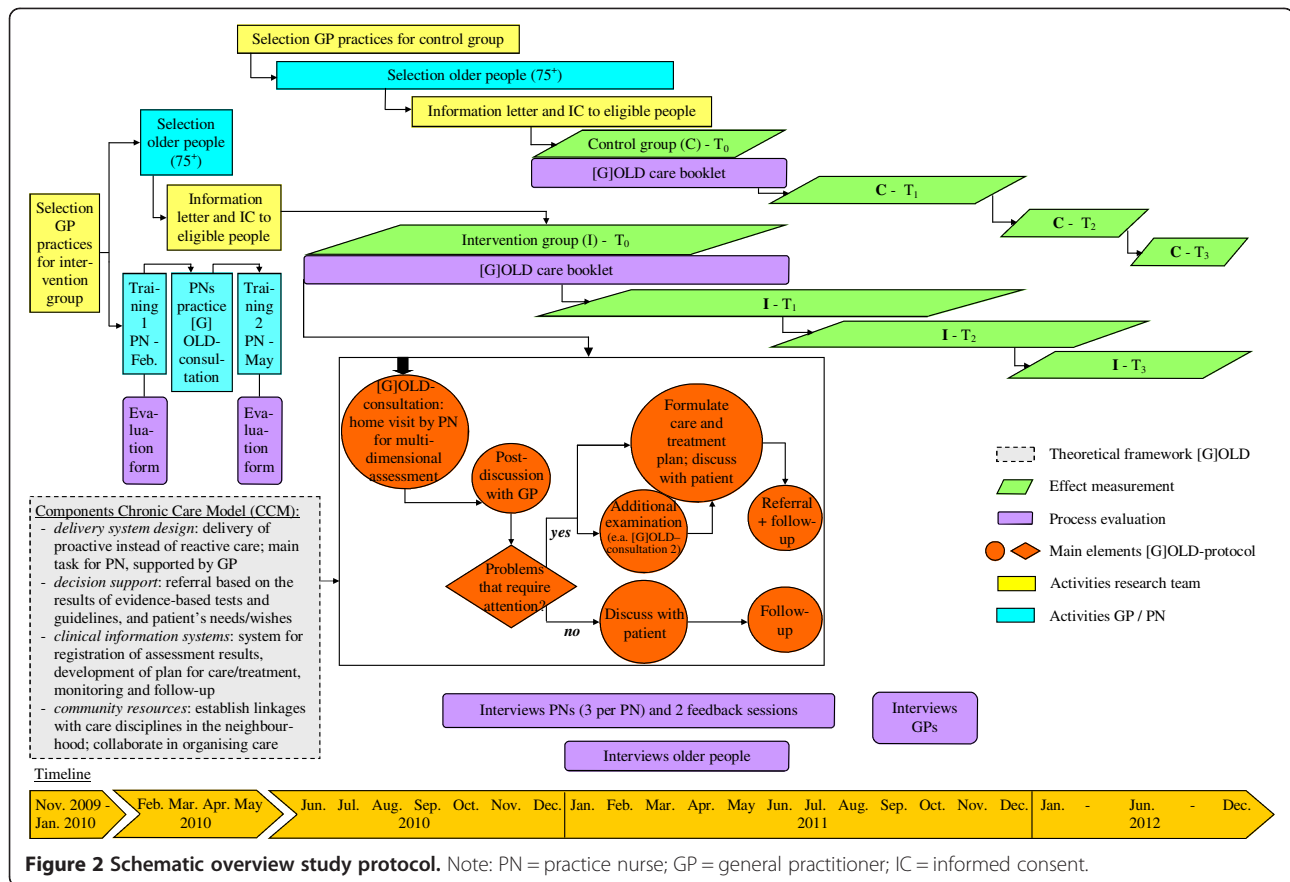 Selection GP practices for control group
Selection older people (75+)
Information letter and IC to eligible people
Control group (C) - T0
[G]OLD care booklet
C - T1
C - T2
C - T3
Selection
older people
(75+)
Information
letter and IC to
eligible people
Selection
GP
practices
for inter-
vention
group
Intervention group (I) - T0
[G]OLD care booklet
I - T1
I - T2
I - T3
Trai-
ning
1
PN -
Feb.
PNs
practice
[G]
OLD-
consul-
tation
Trai-
ning
2
PN -
May
Eva-
lua-
tion
form
Eva-
lua-
tion
form
[G]OLD-
consultation:
home visit by PN
for multi-
dimensional
assessment
Post-
discussion
with GP
Problems
that require
attention?
yes
no
Formulate
care and
treatment
plan; discuss
with patient
Additional
examination
(e.a. [G]OLD–
consultation 2)
Referral
+ follow-
up
Discuss with
patient
Follow-
up
Theoretical framework [G]OLD
Effect measurement
Process evaluation
Main elements [G]OLD-protocol
Activities research team
Activities GP / PN
Components Chronic Care Model (CCM):
- delivery system design: delivery of
proactive instead of reactive care; main
task for PN, supported by GP
- decision support: referral based on the
results of evidence-based tests and
guidelines, and patient's needs/wishes
- clinical information systems: system for
registration of assessment results,
development of plan for care/treatment,
monitoring and follow-up
- community resources: establish linkages
with care disciplines in the neighbour-
hood; collaborate in organising care
Interviews PNs (3 per PN) and 2 feedback sessions
Interviews
GPs
Interviews older people
Timeline
Nov. 2009 -
Jan. 2010
Feb. Mar. Apr. May
2010
Jun. Jul. Aug. Sep. Oct. Nov. Dec.
2010
Jan. Feb. Mar. Apr. May Jun. Jul. Aug. Sep. Oct. Nov. Dec.
2011
Jan. - Jun. - Dec.
2012
Figure 2 Schematic overview study protocol. Note: PN = practice nurse; GP = general practitioner; IC = informed consent.